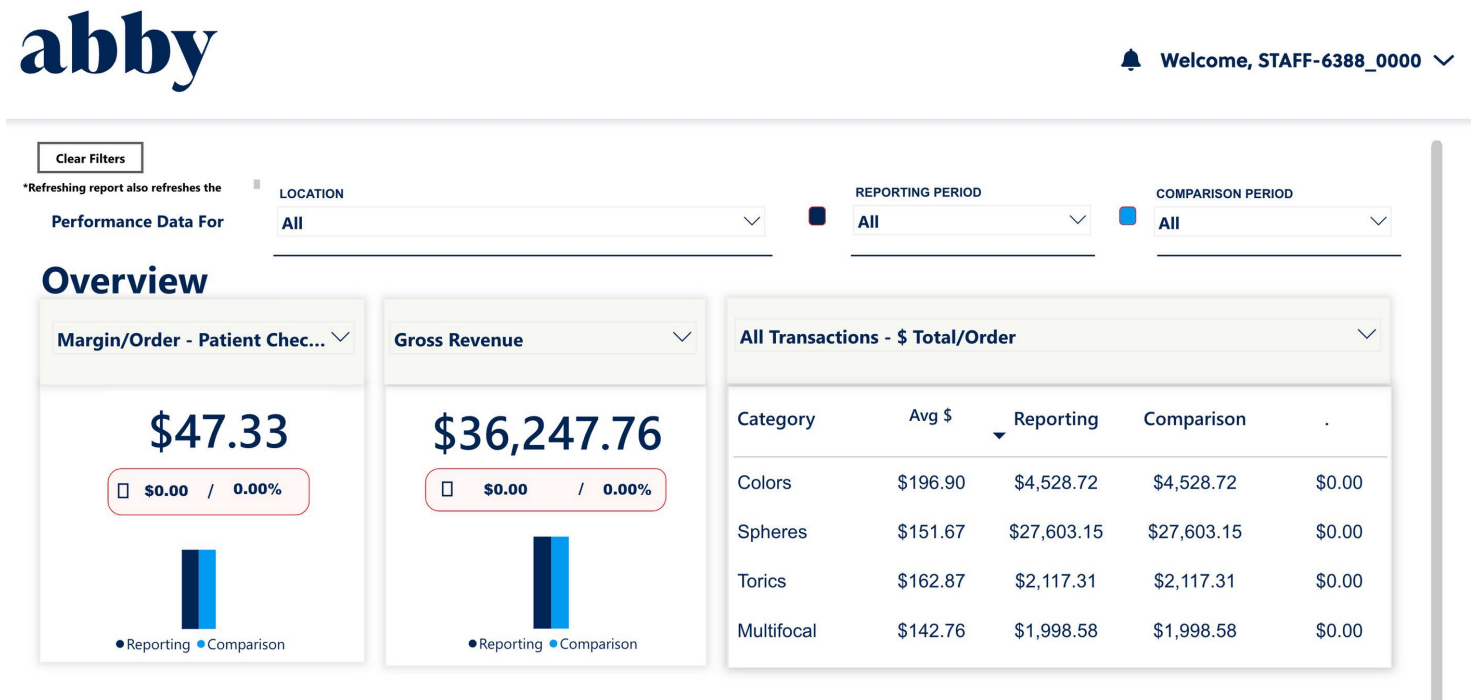 abby
Welcome, STAFF-6388_0000
Clear Filters
*Refreshing report also refreshes the
Performance Data For
LOCATION
All
REPORTING PERIOD
All
COMPARISON PERIOD
All
Overview
Margin/Order - Patient Chec...
$47.33
$0.00 / 0.00%
Reporting Comparison
Gross Revenue
$36,247.76
$0.00 / 0.00%
Reporting Comparison
All Transactions - $ Total/Order
Category Avg $ Reporting Comparison .
Colors $196.90 $4,528.72 $4,528.72 $0.00
Spheres $151.67 $27,603.15 $27,603.15 $0.00
Torics $162.87 $2,117.31 $2,117.31 $0.00
Multifocal $142.76 $1,998.58 $1,998.58 $0.00